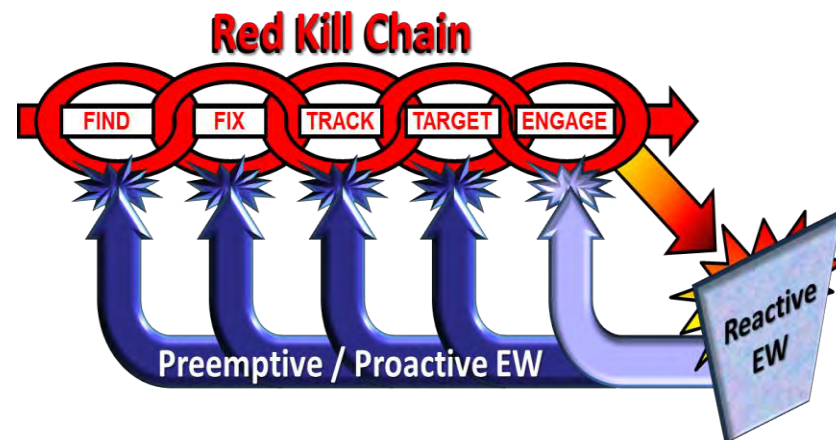 Red Kill Chain
FIND FIX TRACK TARGET ENGAGE
Preemptive / Proactive EW
Reactive
EW